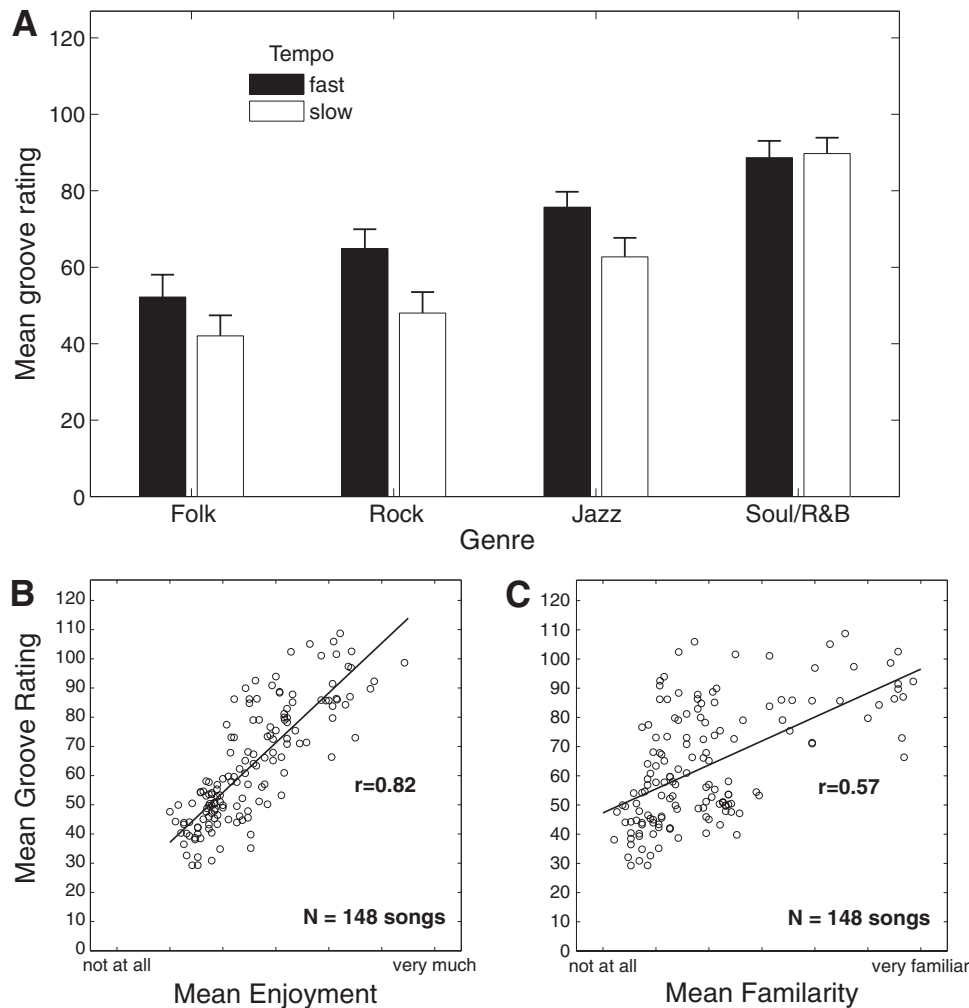 A
Tempo
fast
slow
120
100
80
60
40
20
0
Mean groove rating
Folk Rock Jazz Soul/R&B
Genre
B
120
110
100
90
80
70
60
50
40
30
20
10
0
Mean Groove Rating
r=0.82
N = 148 songs
not at all very much
Mean Enjoyment
C
120
110
100
90
80
70
60
50
40
30
20
10
0
r=0.57
N = 148 songs
not at all very familiar
Mean Familiarity